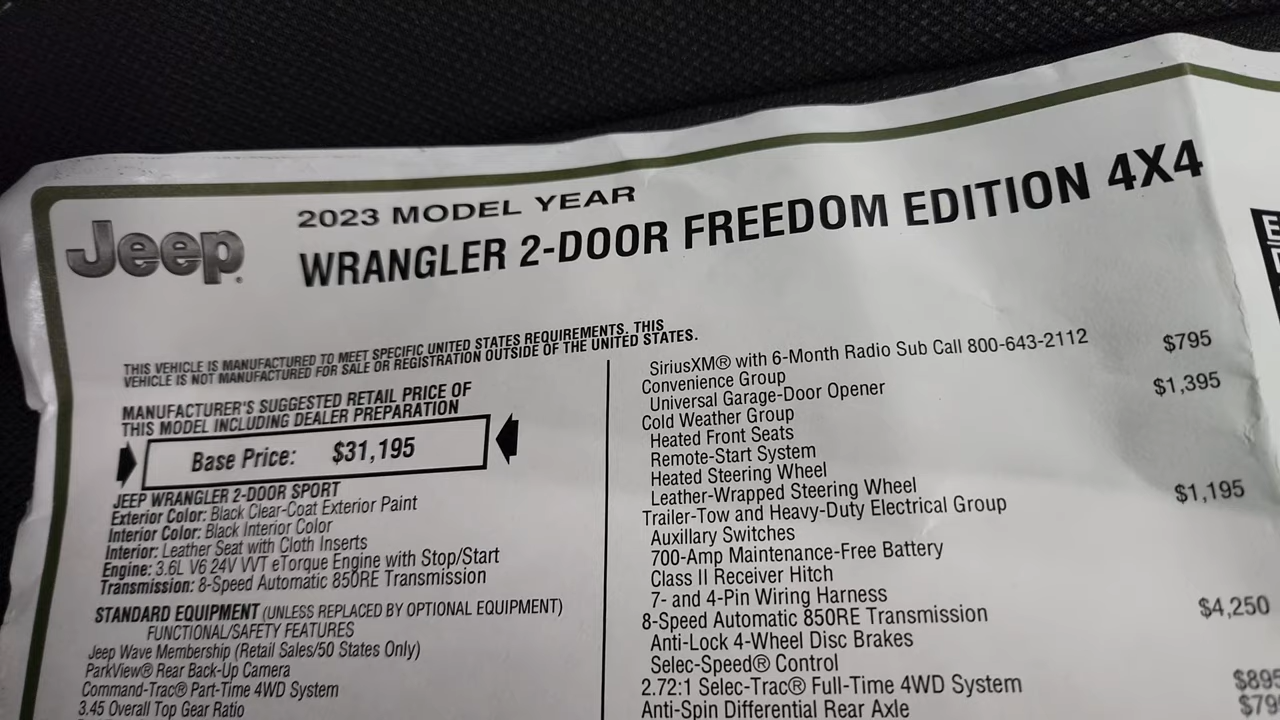 Jeep
2023 MODEL YEAR
WRANGLER 2-DOOR FREEDOM EDITION 4X4
THIS VEHICLE IS MANUFACTURED TO MEET SPECIFIC UNITED STATES REQUIREMENTS. THIS
VEHICLE IS NOT MANUFACTURED FOR SALE OR REGISTRATION OUTSIDE OF THE UNITED STATES.
MANUFACTURER'S SUGGESTED RETAIL PRICE OF
THIS MODEL INCLUDING DEALER PREPARATION
Base Price: $31,195
JEEP WRANGLER 2-DOOR SPORT
Exterior Color: Black Clear-Coat Exterior Paint
Interior Color: Black Interior Color
Interior: Leather Seat with Cloth Inserts
Engine: 3.6L V6 24V VVT eTorque Engine with Stop/Start
Transmission: 8-Speed Automatic 850RE Transmission
STANDARD EQUIPMENT (UNLESS REPLACED BY OPTIONAL EQUIPMENT)
FUNCTIONAL/SAFETY FEATURES
Jeep Wave Membership (Retail Sales/50 States Only)
ParkView® Rear Back-Up Camera
Command-Trac® Part-Time 4WD System
3.45 Overall Top Gear Ratio
SiriusXM® with 6-Month Radio Sub Call 800-643-2112
Convenience Group $795
Universal Garage-Door Opener
Cold Weather Group $1,395
Heated Front Seats
Remote-Start System
Heated Steering Wheel
Leather-Wrapped Steering Wheel
Trailer-Tow and Heavy-Duty Electrical Group $1,195
Auxillary Switches
700-Amp Maintenance-Free Battery
Class II Receiver Hitch
7- and 4-Pin Wiring Harness
8-Speed Automatic 850RE Transmission $4,250
Anti-Lock 4-Wheel Disc Brakes
Selec-Speed® Control
2.72:1 Selec-Trac® Full-Time 4WD System $895
Anti-Spin Differential Rear Axle